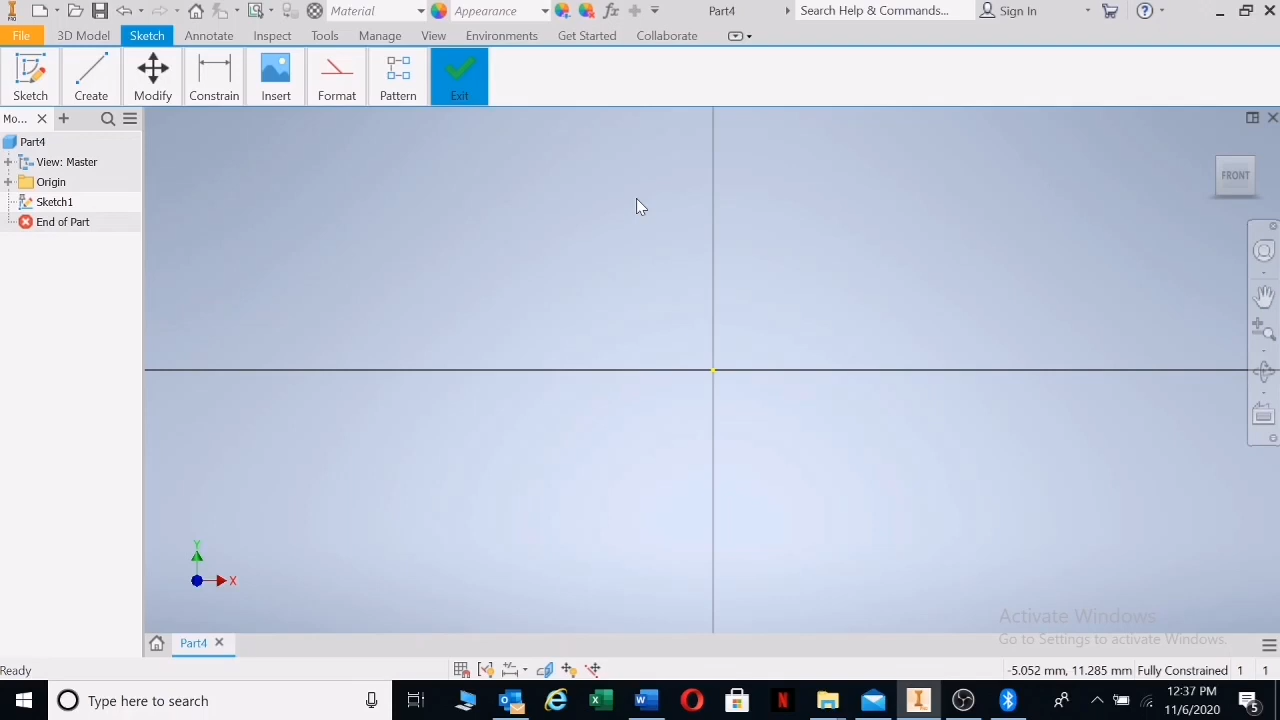 Material
Appearance
Part4
Search Help & Commands...
Sign In
File
3D Model
Sketch
Annotate
Inspect
Tools
Manage
View
Environments
Get Started
Collaborate
Sketch
Create
Modify
Constrain
Insert
Format
Pattern
Exit
Mo...
Part4
View: Master
Origin
Sketch1
End of Part
FRONT
Y
X
Activate Windows
Go to Settings to activate Windows.
Part4
Ready
-5.052 mm, 11.285 mm Fully Constrained 1 1
Type here to search
12:37 PM
11/6/2020
5